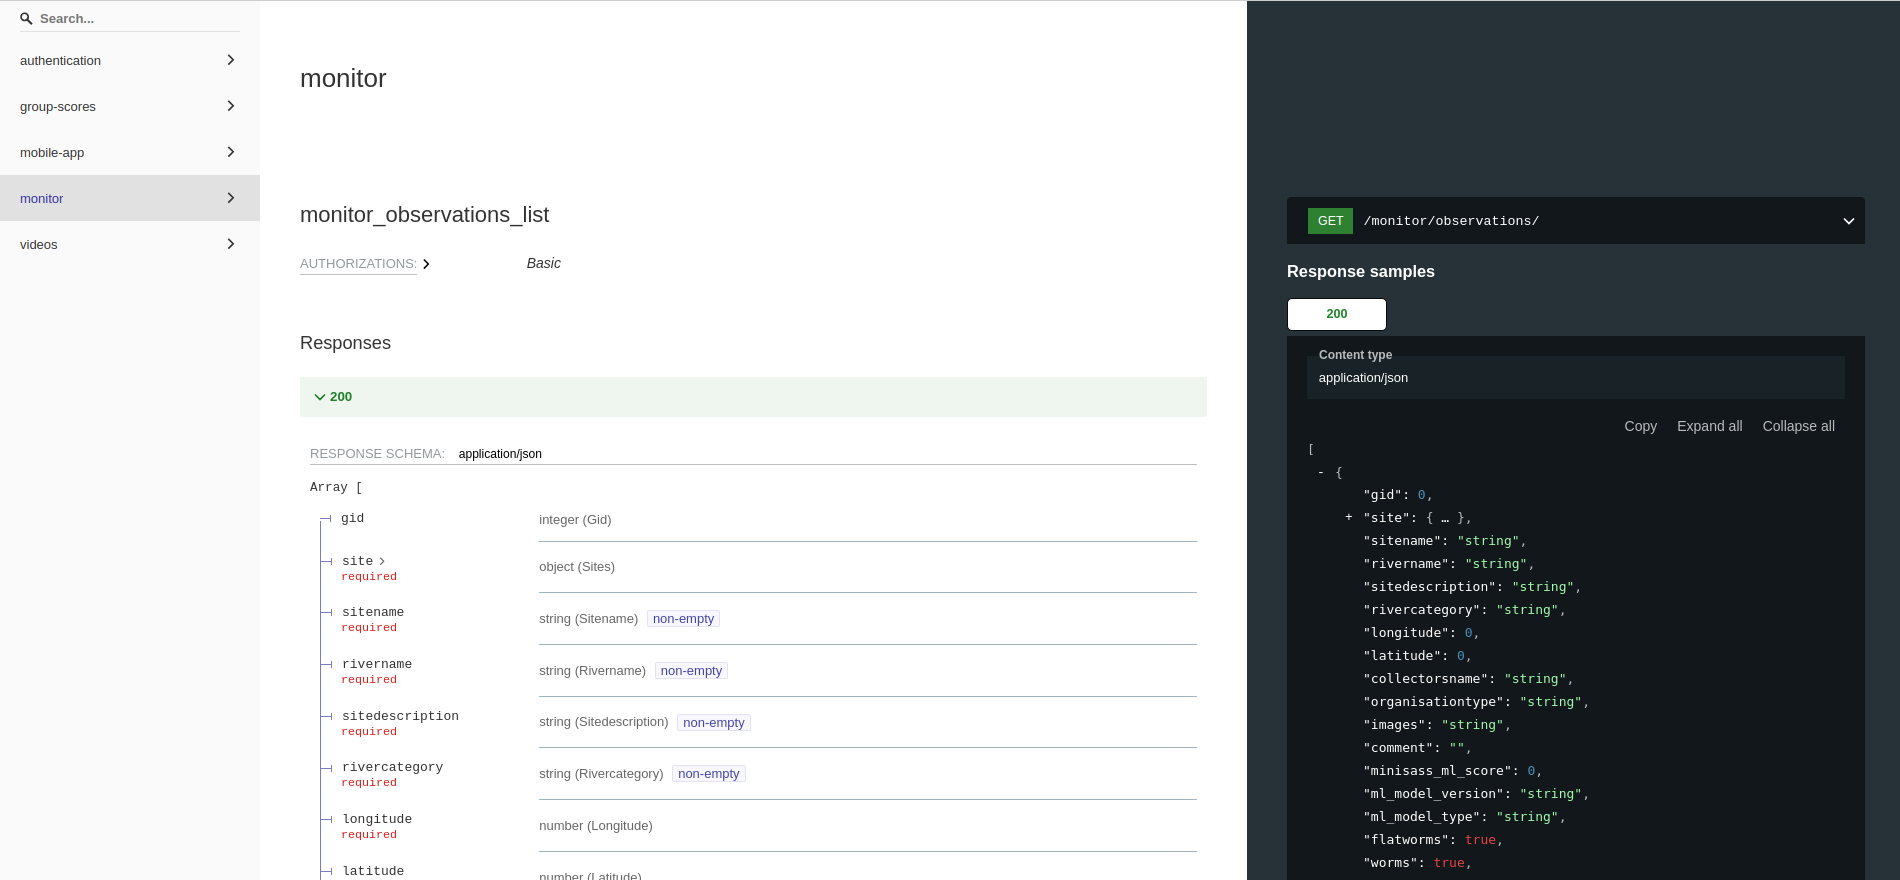 Search...
authentication
group-scores
mobile-app
monitor
videos
monitor
monitor_observations_list
AUTHORIZATIONS: Basic
Responses
200
RESPONSE SCHEMA: application/json
Array [
gid integer (Gid)
site object (Sites)
required
sitename string (Sitename) non-empty
required
rivername string (Rivername) non-empty
required
sitedescription string (Sitedescription) non-empty
required
rivercategory string (Rivercategory) non-empty
required
longitude number (Longitude)
required
latitude number (Latitude)
GET /monitor/observations/
Response samples
200
Content type
application/json
Copy Expand all Collapse all
[
- {
"gid": 0,
+ "site": { … },
"sitename": "string",
"rivername": "string",
"sitedescription": "string",
"rivercategory": "string",
"longitude": 0,
"latitude": 0,
"collectorsname": "string",
"organisationtype": "string",
"images": "string",
"comment": "",
"minisass_ml_score": 0,
"ml_model_version": "string",
"ml_model_type": "string",
"flatworms": true,
"worms": true,